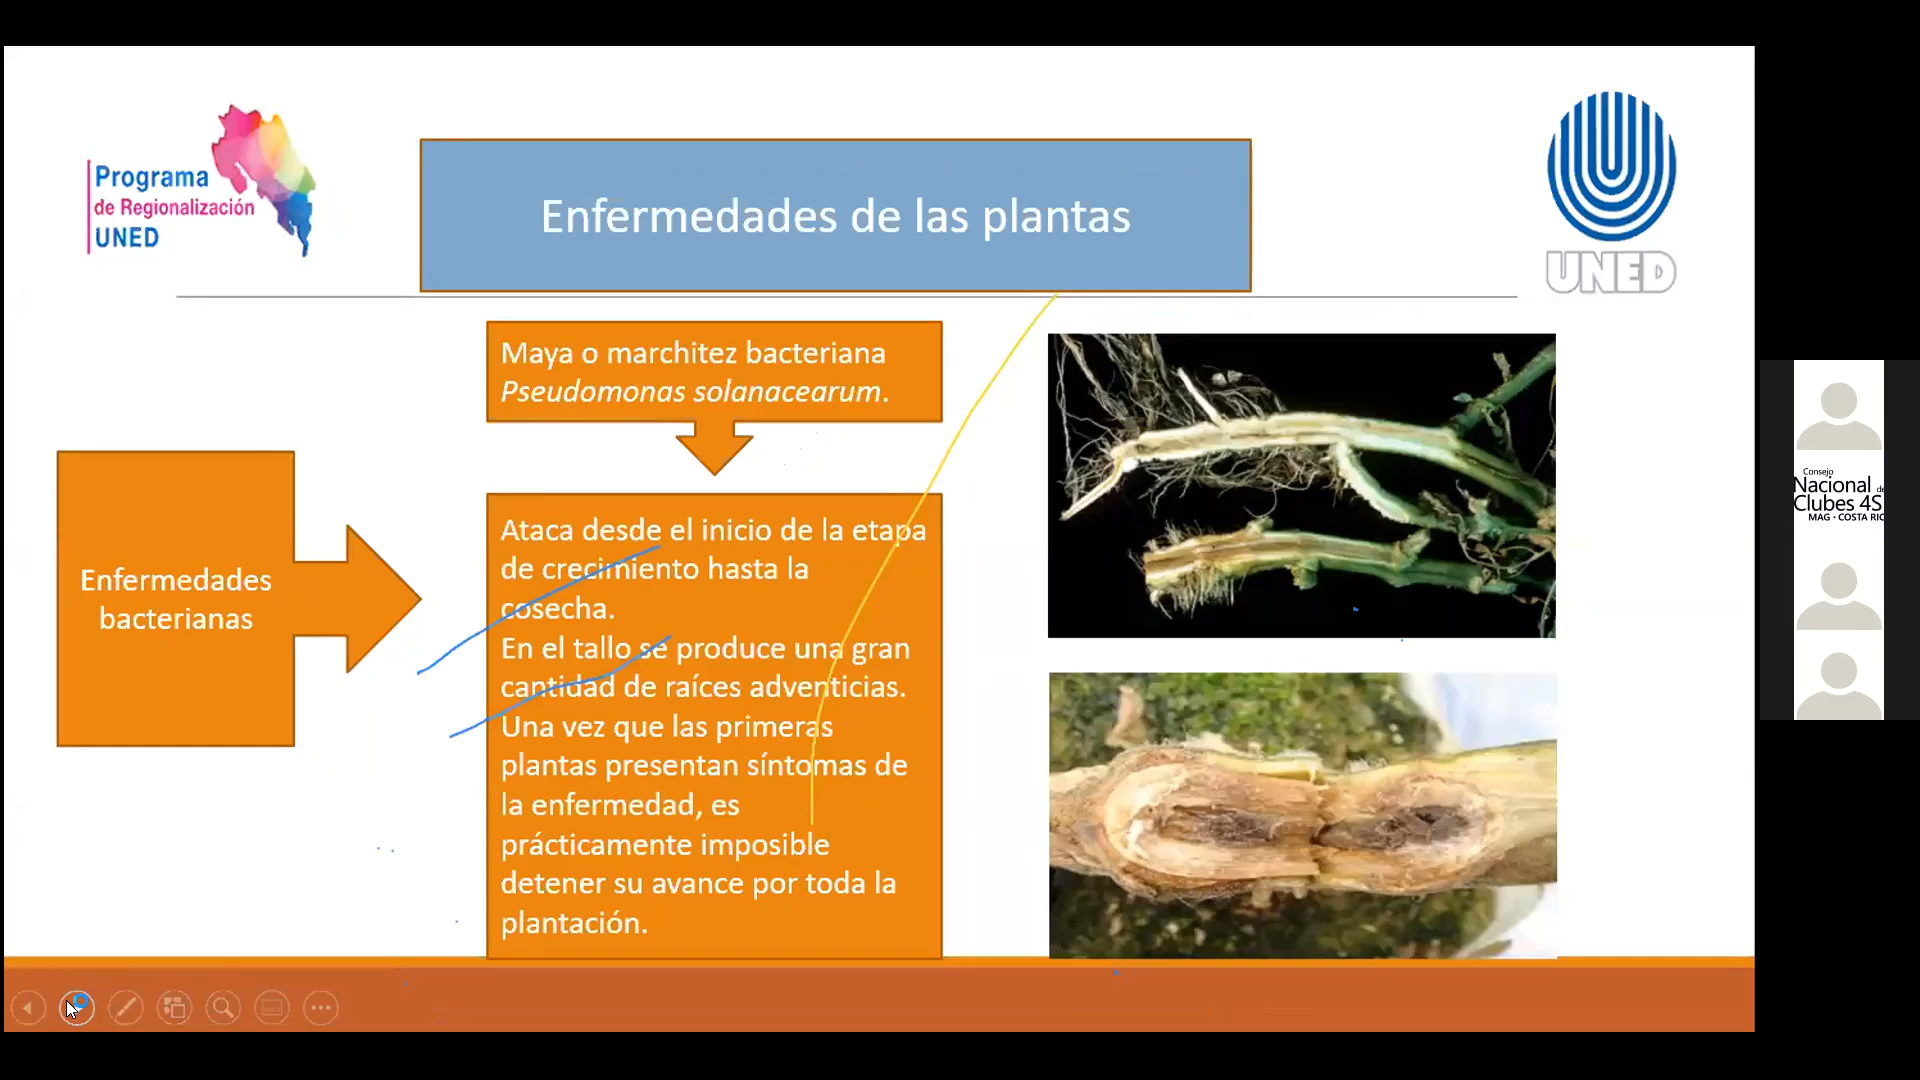 Programa
de Regionalización
UNED
Enfermedades de las plantas
UNED
Maya o marchitez bacteriana
Pseudomonas solanacearum.
Enfermedades
bacterianas
Ataca desde el inicio de la etapa
de crecimiento hasta la
cosecha.
En el tallo se produce una gran
cantidad de raíces adventicias.
Una vez que las primeras
plantas presentan síntomas de
la enfermedad, es
prácticamente imposible
detener su avance por toda la
plantación.
Consejo
Nacional de
Clubes 4S
MAG · COSTA RIC